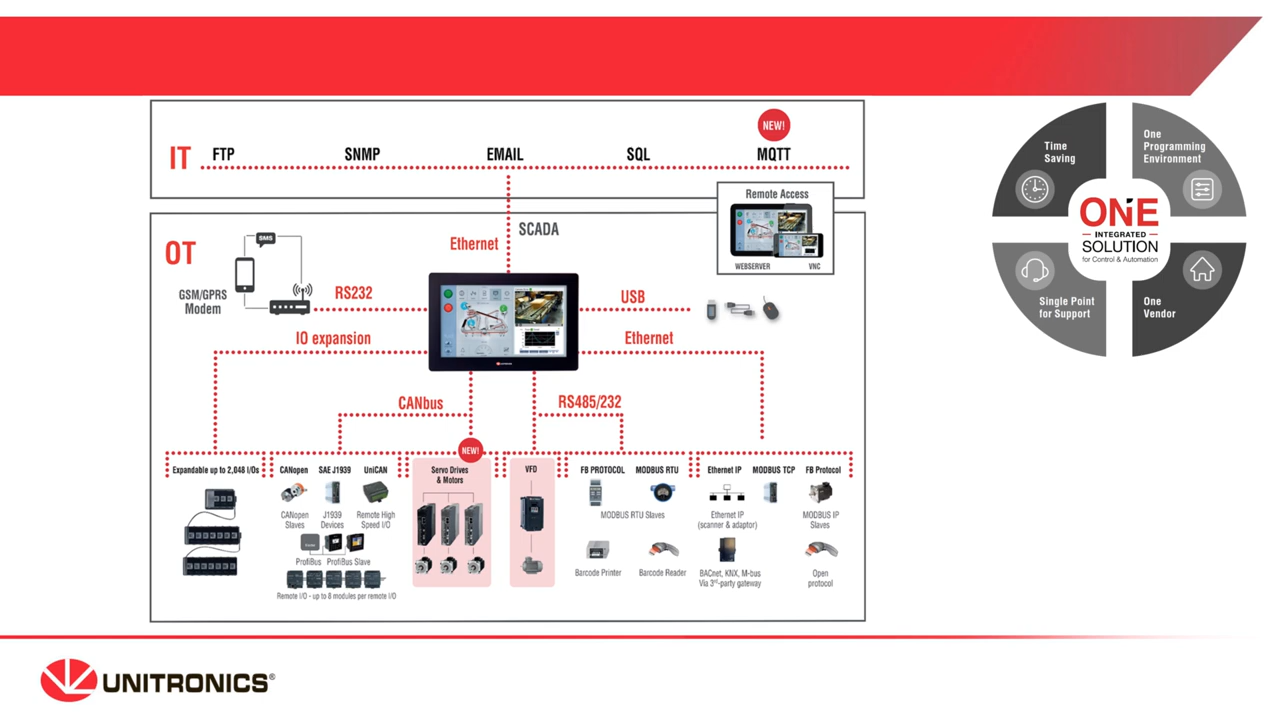 NEW!
IT
FTP
SNMP
EMAIL
SQL
MQTT
Remote Access
WEBSERVER
VNC
OT
SMS
GSM/GPRS
Modem
Ethernet
SCADA
RS232
USB
IO expansion
Ethernet
UNITRONICS
CANbus
RS485/232
NEW!
Expandable up to 2,048 I/Os
CANopen
SAE J1939
UniCAN
Servo Drives
& Motors
VFD
FB PROTOCOL
MODBUS RTU
Ethernet IP
MODBUS TCP
FB Protocol
CANopen
Slaves
J1939
Devices
Remote High
Speed I/O
MODBUS RTU Slaves
Ethernet IP
(scanner & adaptor)
MODBUS IP
Slaves
ProfiBus
ProfiBus Slave
Barcode Printer
Barcode Reader
BACnet, KNX, M-bus
Via 3rd-party gateway
Open
protocol
Remote I/O - up to 8 modules per remote I/O
Time
Saving
One
Programming
Environment
ONE
INTEGRATED
SOLUTION
for Control & Automation
Single Point
for Support
One
Vendor
UNITRONICS®